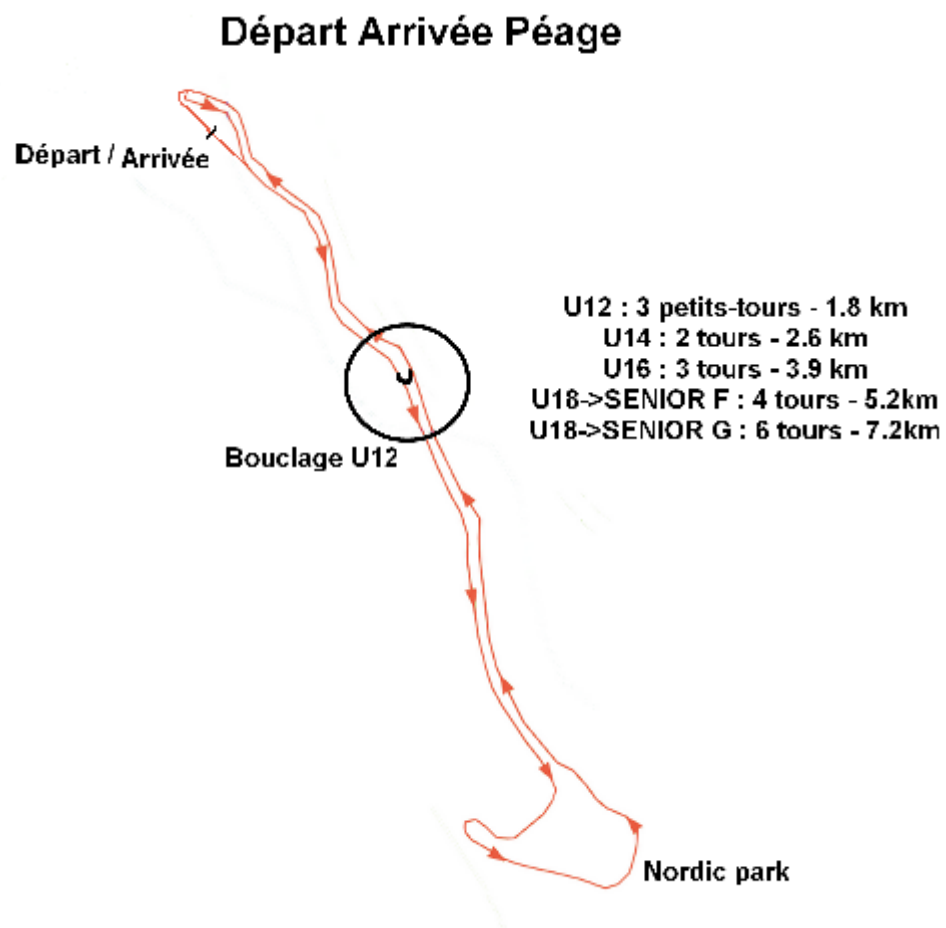 Départ Arrivée Péage
Départ / Arrivée
U12 : 3 petits-tours - 1.8 km
U14 : 2 tours - 2.6 km
U16 : 3 tours - 3.9 km
U18->SENIOR F : 4 tours - 5.2km
U18->SENIOR G : 6 tours - 7.2km
Bouclage U12
Nordic park